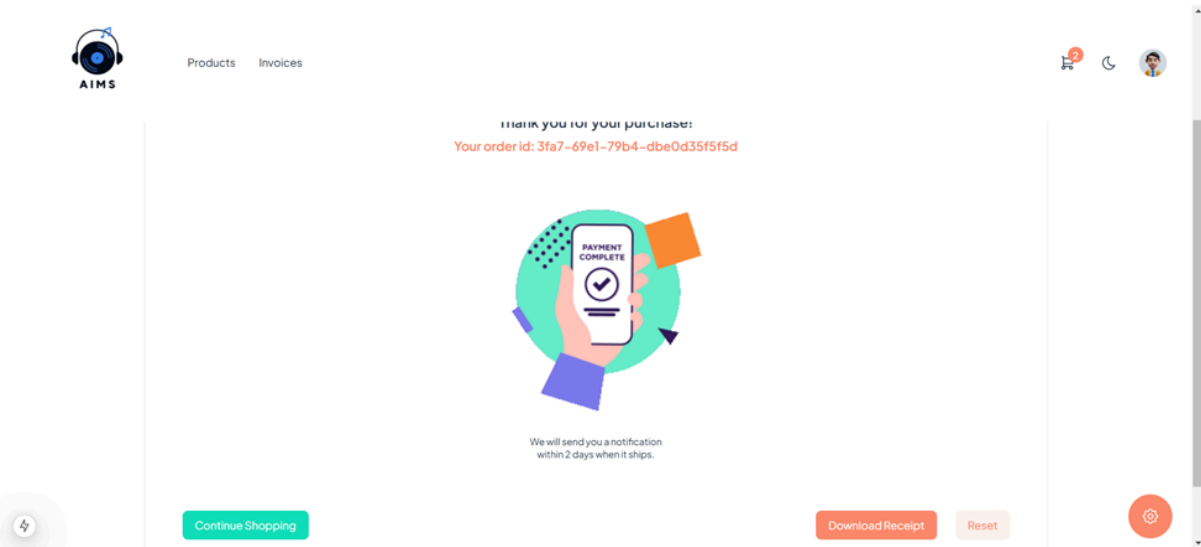 AIMS
Products
Invoices
2
Thank you for your purchase!
Your order id: 3fa7-69e1-79b4-dbe0d35f5f5d
PAYMENT
COMPLETE
We will send you a notification
within 2 days when it ships.
Continue Shopping
Download Receipt
Reset